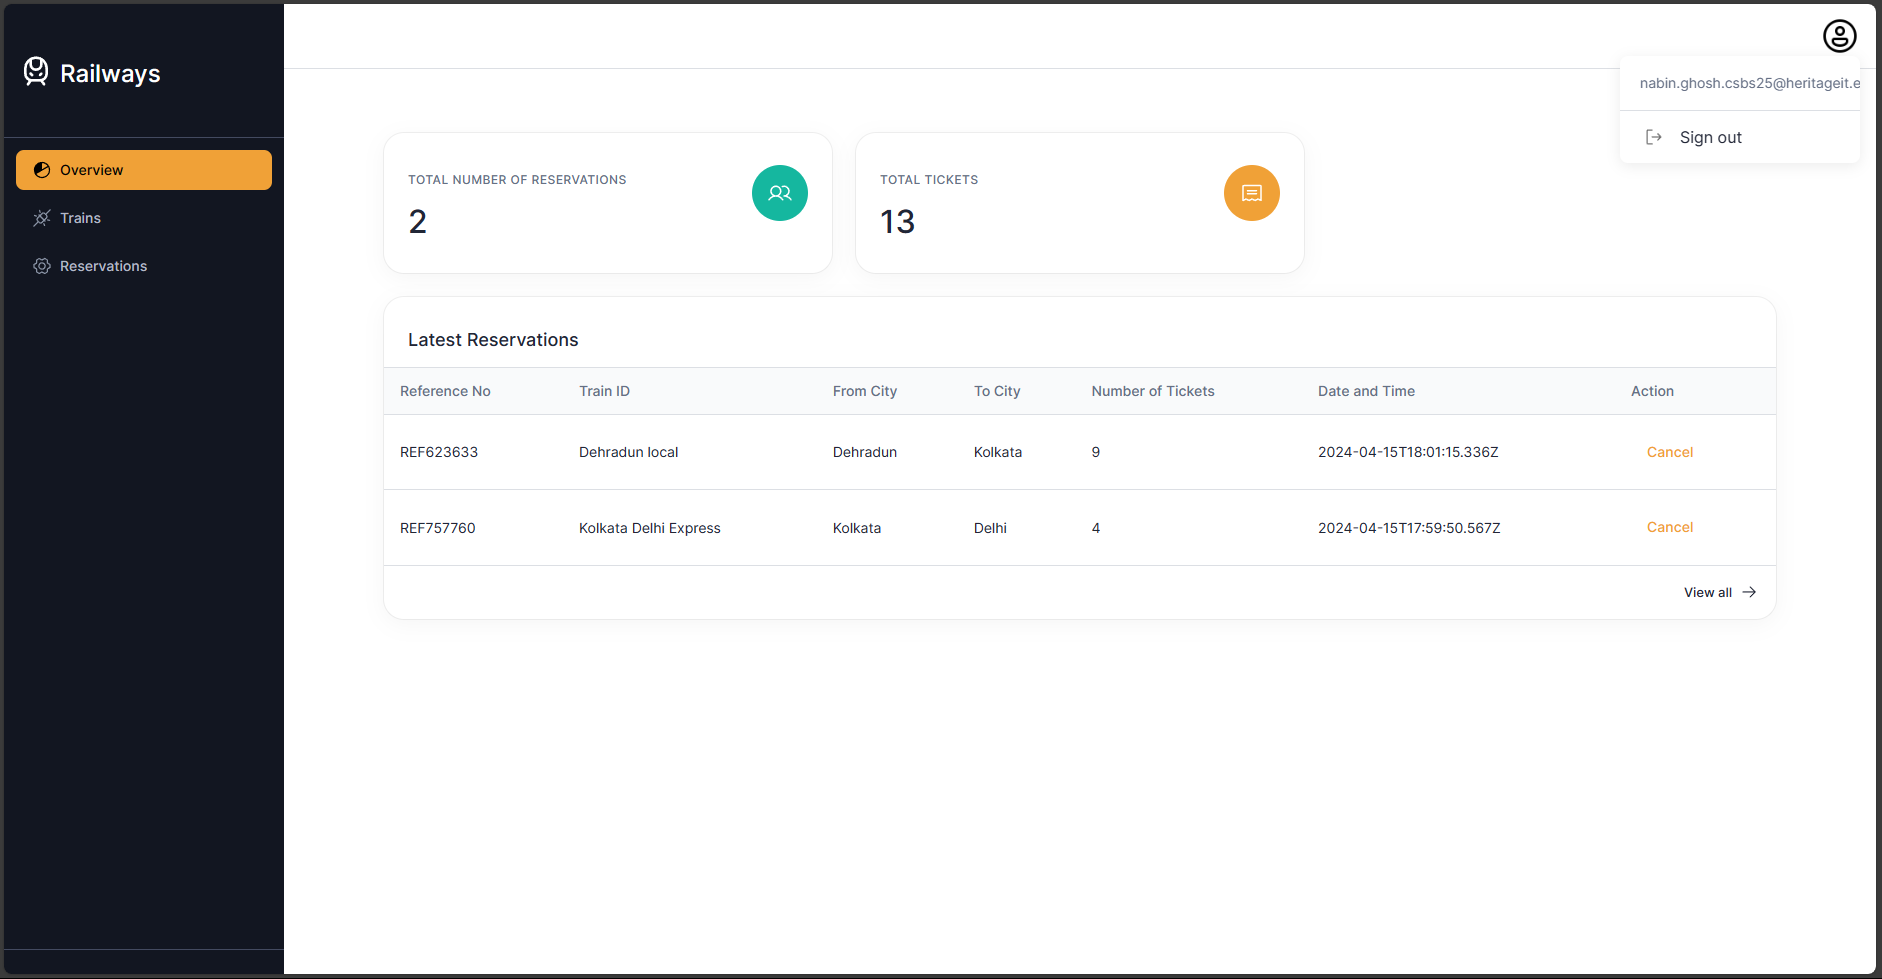 Railways
Overview
Trains
Reservations
nabin.ghosh.csbs25@heritageit.e
Sign out
TOTAL NUMBER OF RESERVATIONS
2
TOTAL TICKETS
13
Latest Reservations
Reference No Train ID From City To City Number of Tickets Date and Time Action
REF623633 Dehradun local Dehradun Kolkata 9 2024-04-15T18:01:15.336Z Cancel
REF757760 Kolkata Delhi Express Kolkata Delhi 4 2024-04-15T17:59:50.567Z Cancel
View all